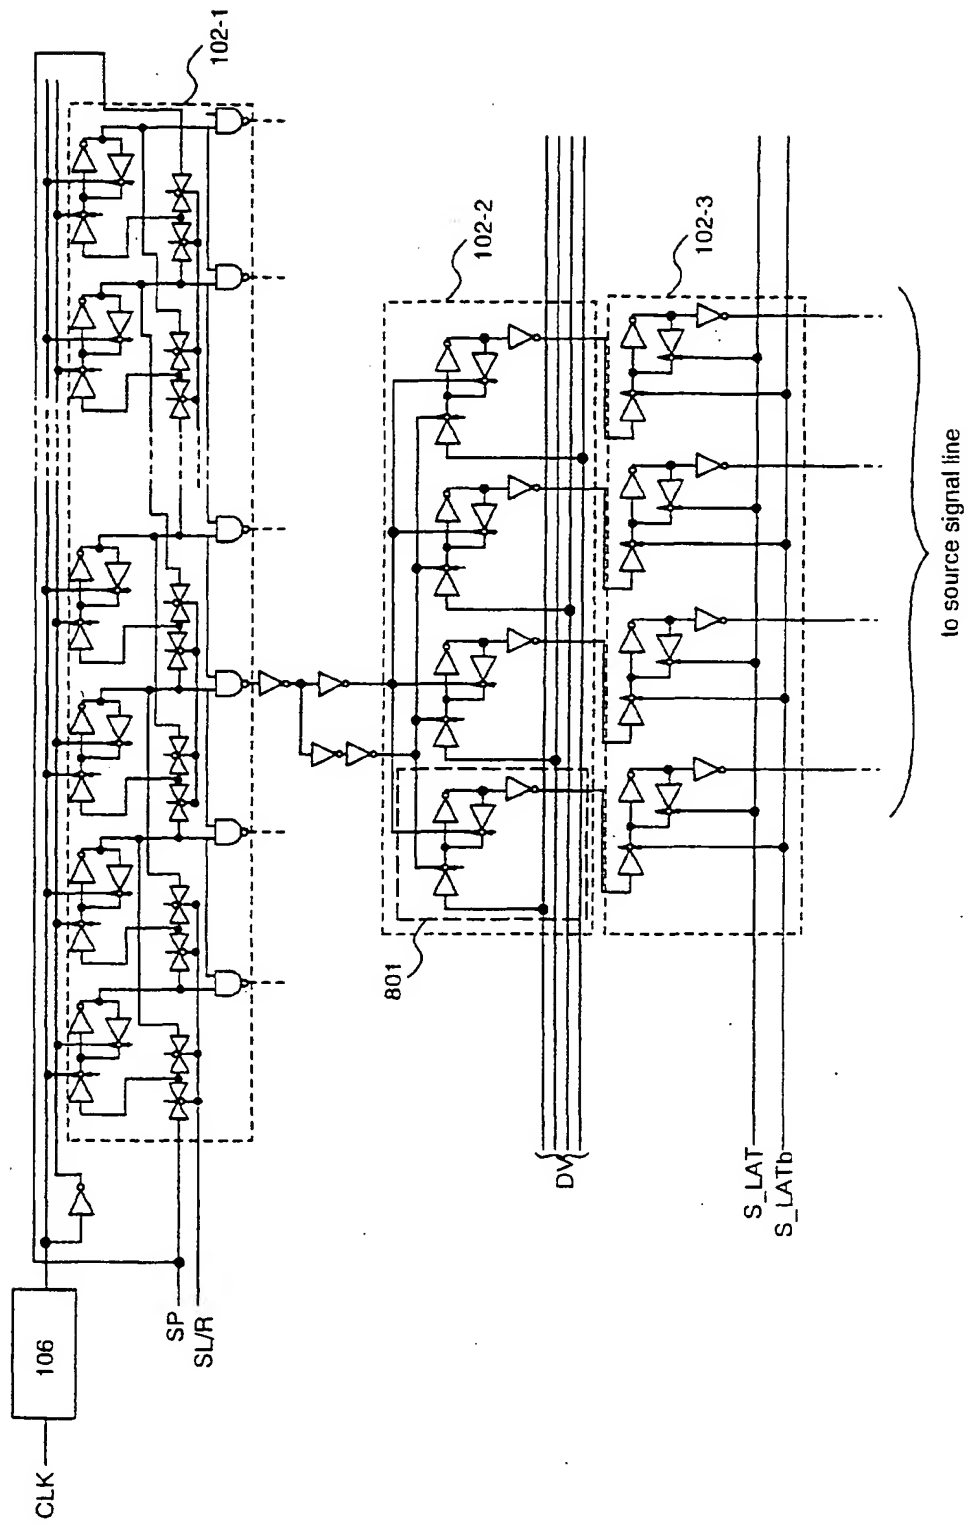 CLK
106
SP
SL/R
102-1
102-2
801
DV
102-3
S_LAT
S_LATb
to source signal line